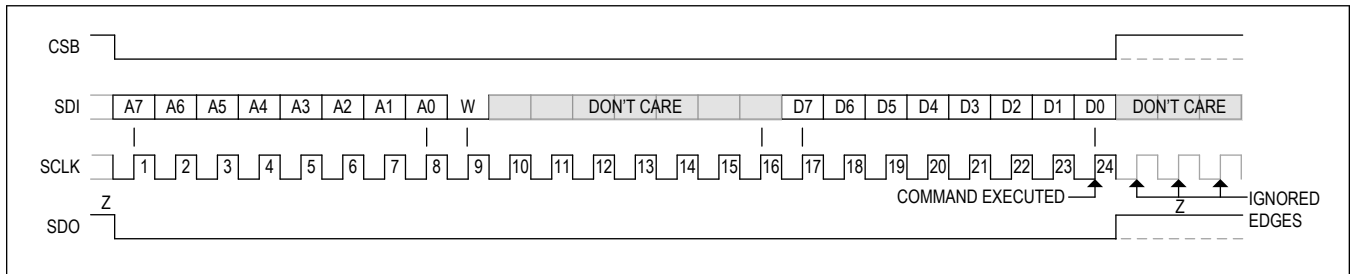 CSB
SDI A7 A6 A5 A4 A3 A2 A1 A0 W DON'T CARE D7 D6 D5 D4 D3 D2 D1 D0 DON'T CARE
SCLK 1 2 3 4 5 6 7 8 9 10 11 12 13 14 15 16 17 18 19 20 21 22 23 24
COMMAND EXECUTED IGNORED
Z Z EDGES
SDO